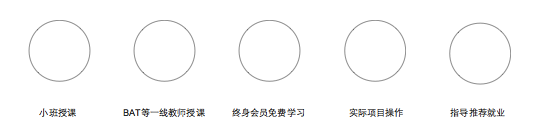 小班授课
BAT等一线教师授课
终身会员免费学习
实际项目操作
指导推荐就业